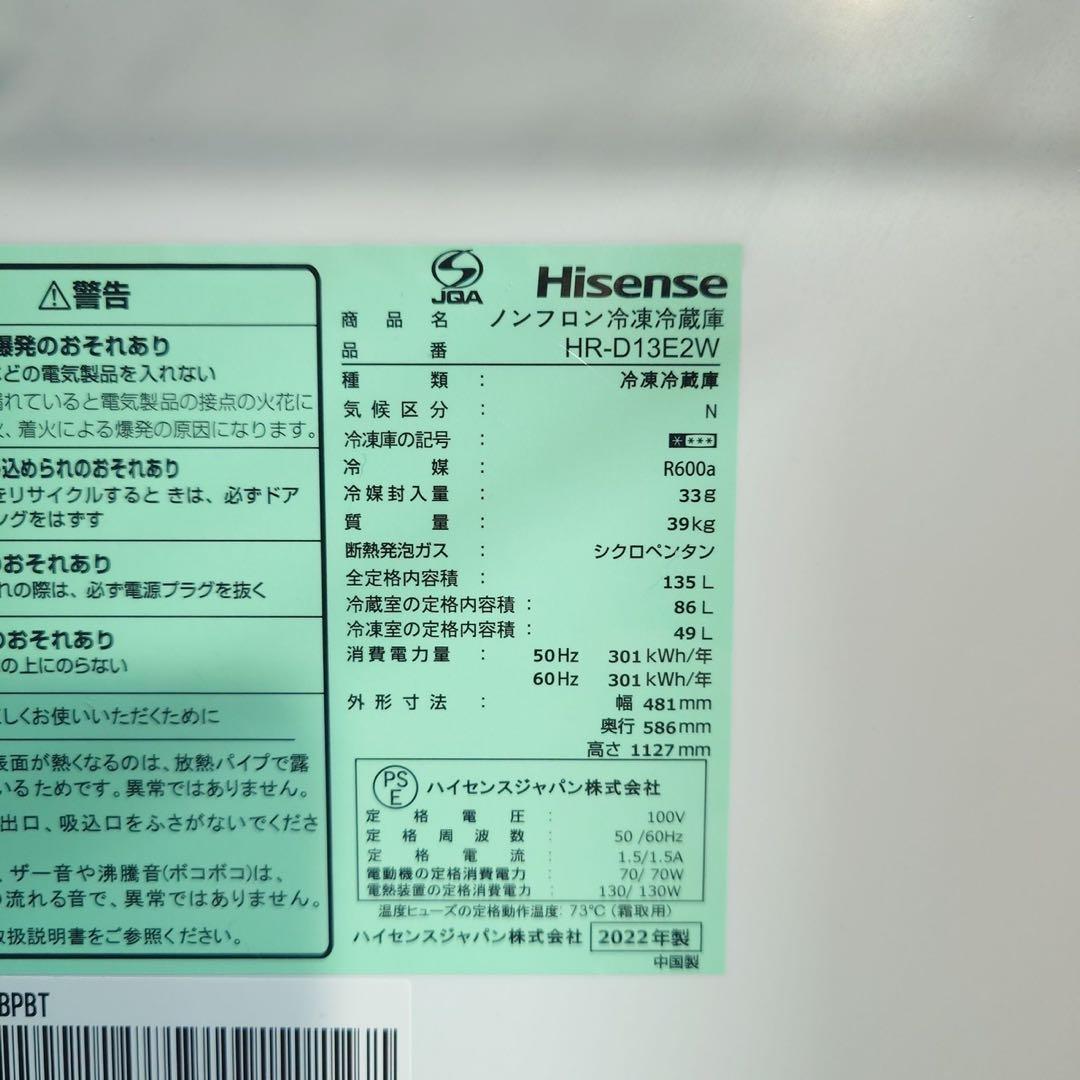 ⚠警告
爆発のおそれあり
などの電気製品を入れない
漏れていると電気製品の接点の火花に
火、着火による爆発の原因になります。
込められのおそれあり
をリサイクルするときは、必ずドア
ングをはずす
おそれあり
れの際は、必ず電源プラグを抜く
のおそれあり
の上にのらない
正しくお使いいただくために
表面が熱くなるのは、放熱パイプで露
いるためです。異常ではありません。
出口、吸込口をふさがないでくださ
、ザー音や沸騰音(ボコボコ)は、
の流れる音で、異常ではありません。
取扱説明書をご参照ください。
JQA Hisense
商品名 ノンフロン冷凍冷蔵庫
品番 HR-D13E2W
種類 : 冷凍冷蔵庫
気候区分 : N
冷凍庫の記号 : ****
冷媒 : R600a
冷媒封入量 : 33g
質量 : 39kg
断熱発泡ガス : シクロペンタン
全定格内容積 : 135 L
冷蔵室の定格内容積 : 86 L
冷凍室の定格内容積 : 49 L
消費電力量 : 50Hz 301 kWh/年
60Hz 301 kWh/年
外形寸法 : 幅 481mm
奥行 586mm
高さ 1127mm
PSE ハイセンスジャパン株式会社
定格電圧 : 100V
定格周波数 : 50 /60Hz
定格電流 : 1.5/1.5A
電動機の定格消費電力 : 70/ 70W
電熱装置の定格消費電力 : 130/ 130W
温度ヒューズの定格動作温度: 73℃ (霜取用)
ハイセンスジャパン株式会社 2022年製
中国製
BPBT